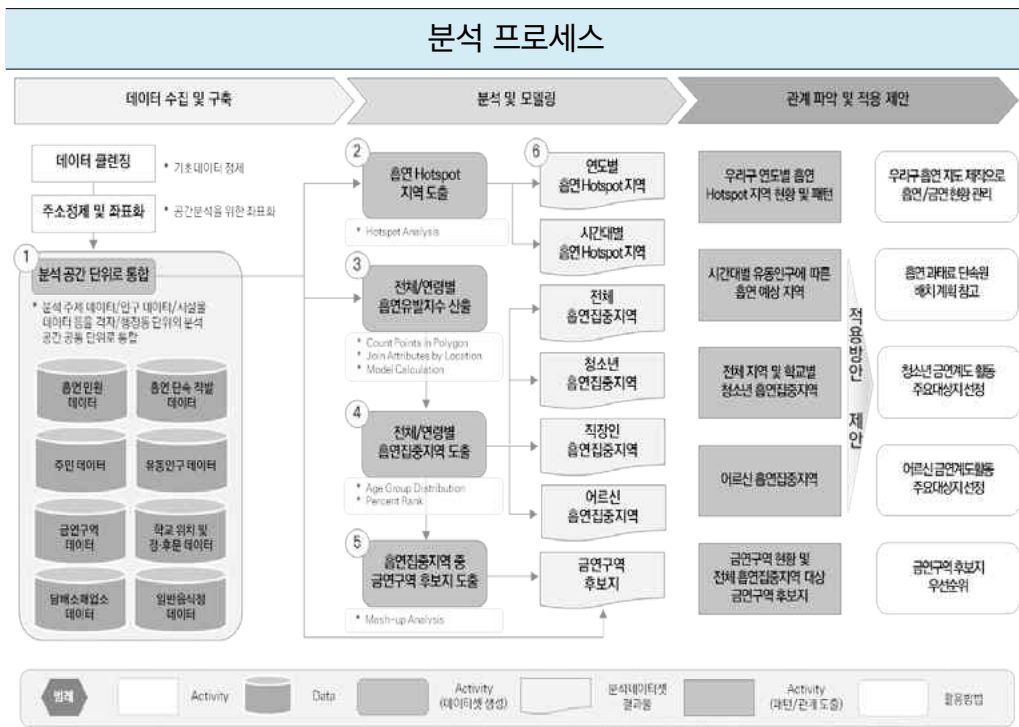 분석 프로세스
데이터 수집 및 구축
분석 및 모델링
관계 파악 및 적용 제안
데이터 클렌징
* 기초데이터 정제
주소정제 및 좌표화
* 공간분석을 위한 좌표화
1
분석 공간 단위로 통합
* 분석 주제 데이터/인구 데이터/시설물
데이터 등을 격자/행정동 단위의 분석
공간 공통 단위로 통합
흡연 민원
데이터
흡연 단속 적발
데이터
주민 데이터
유동인구 데이터
금연구역
데이터
학교 위치 및
정·후문 데이터
담배소매업소
데이터
일반음식점
데이터
2
흡연 Hotspot
지역 도출
* Hotspet Analysis
3
전체/연령별
흡연유발지수 산출
* Count Points in Polygon
* Join Attributes by Location
* Model Calculation
4
전체/연령별
흡연집중지역 도출
* Age Group Distribution
* Percent Rank
5
흡연집중지역 중
금연구역 후보지 도출
* Mash-up Analysis
6
연도별
흡연 Hotspot 지역
시간대별
흡연 Hotspot 지역
전체
흡연집중지역
청소년
흡연집중지역
직장인
흡연집중지역
어르신
흡연집중지역
금연구역
후보지
우리구 연도별 흡연
Hotspot 지역 현황 및 패턴
시간대별 유동인구에 따른
흡연 예상 지역
전체 지역 및 학교별
청소년 흡연집중지역
어르신 흡연집중지역
금연구역 현황 및
전체 흡연집중지역 대상
금연구역 후보지
적용방안 제안
우리구 흡연 지도 제작으로
흡연/금연 현황 관리
흡연 과태료 단속원
배치 계획 참고
청소년 금연계도 활동
주요대상지 선정
어르신 금연계도활동
주요대상지 선정
금연구역 후보지
우선순위
범례
Activity
Data
Activity
(데이터셋 생성)
분석데이터셋
결과물
Activity
(패턴/관계 도출)
활용방법